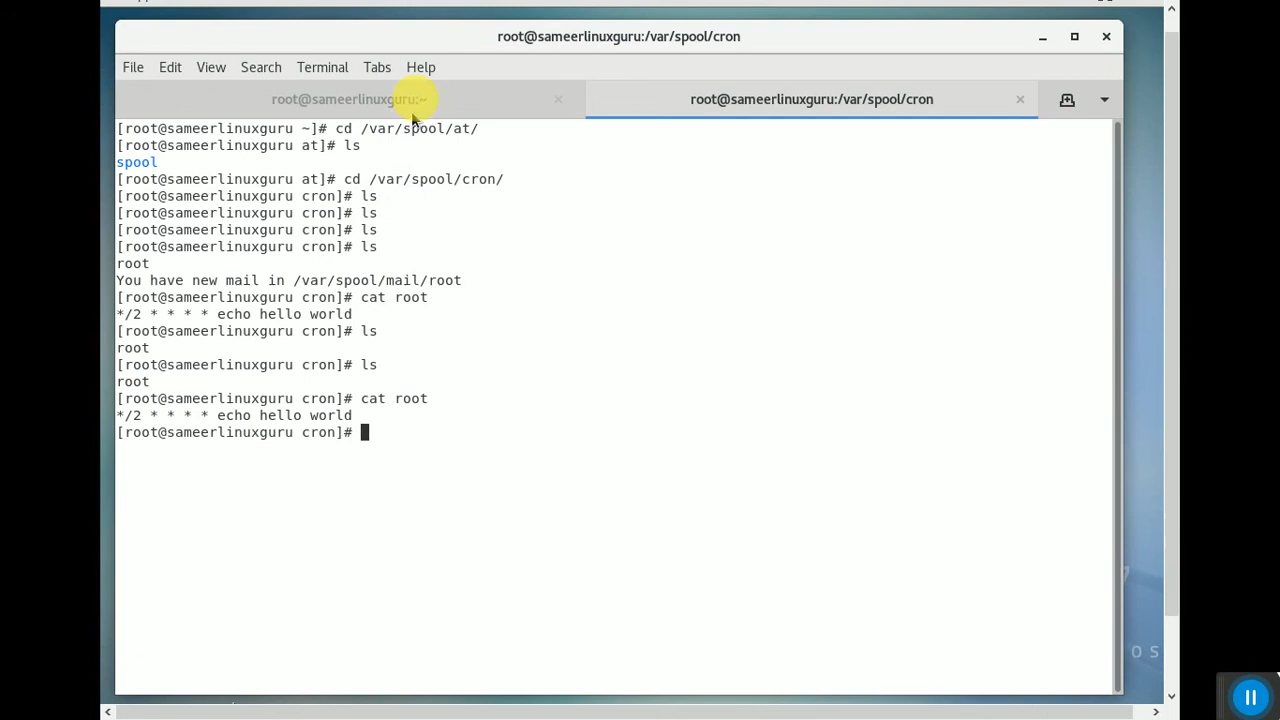 root@sameerlinuxguru:/var/spool/cron
File Edit View Search Terminal Tabs Help
root@sameerlinuxguru:~
root@sameerlinuxguru:/var/spool/cron
[root@sameerlinuxguru ~]# cd /var/spool/at/
[root@sameerlinuxguru at]# ls
spool
[root@sameerlinuxguru at]# cd /var/spool/cron/
[root@sameerlinuxguru cron]# ls
[root@sameerlinuxguru cron]# ls
[root@sameerlinuxguru cron]# ls
[root@sameerlinuxguru cron]# ls
root
You have new mail in /var/spool/mail/root
[root@sameerlinuxguru cron]# cat root
*/2 * * * * echo hello world
[root@sameerlinuxguru cron]# ls
root
[root@sameerlinuxguru cron]# ls
root
[root@sameerlinuxguru cron]# cat root
*/2 * * * * echo hello world
[root@sameerlinuxguru cron]#
7
OS